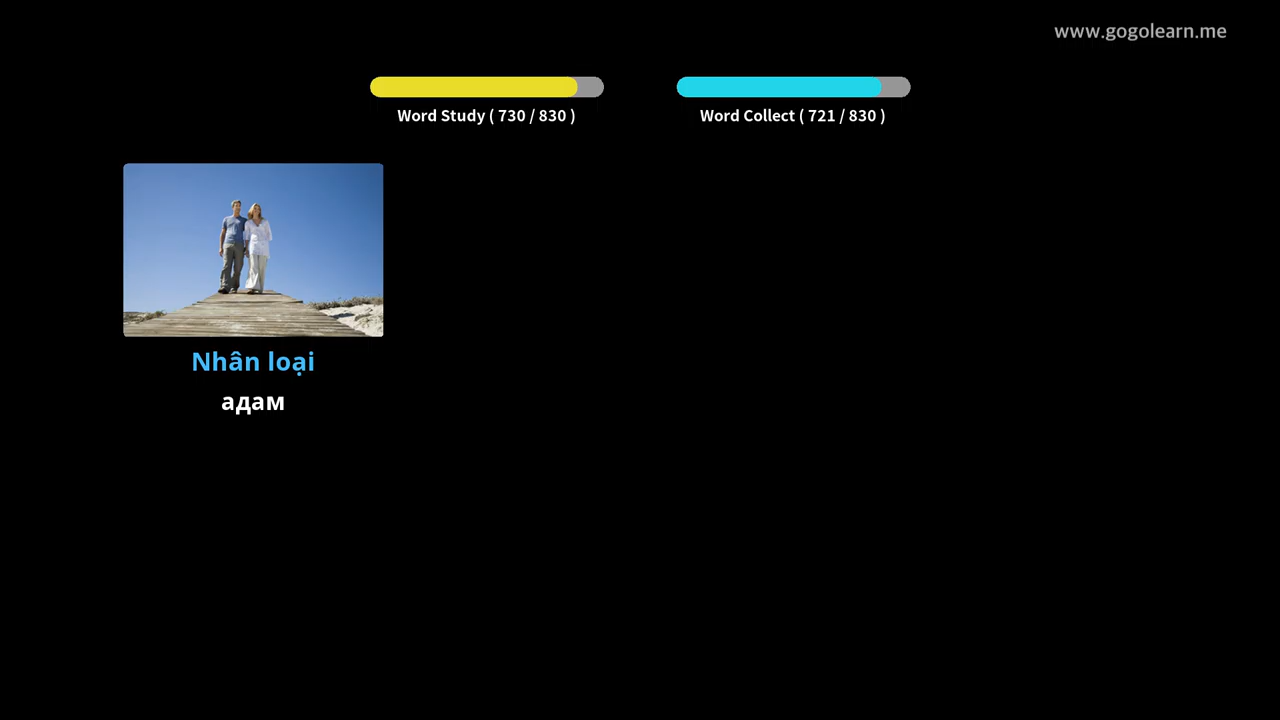 www.gogolearn.me
Word Study ( 730 / 830 )
Word Collect ( 721 / 830 )
Nhân loại
адам